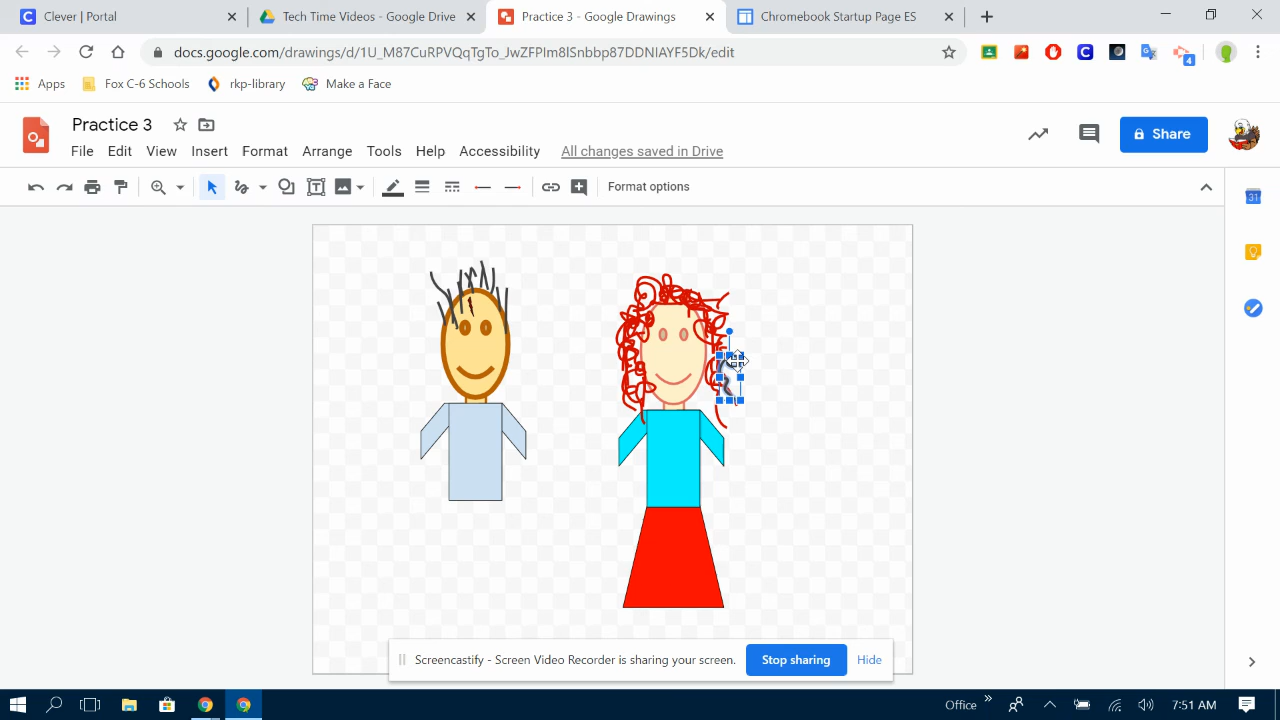 Clever | Portal
Tech Time Videos - Google Drive
Practice 3 - Google Drawings
Chromebook Startup Page ES
docs.google.com/drawings/d/1U_M87CuRPVQqTgTo_JwZFPlm8lSnbbp87DDNIAYF5Dk/edit
4
Apps
Fox C-6 Schools
rkp-library
Make a Face
Practice 3
Share
File Edit View Insert Format Arrange Tools Help Accessibility All changes saved in Drive
Format options
31
Screencastify - Screen Video Recorder is sharing your screen.
Stop sharing
Hide
Office
7:51 AM